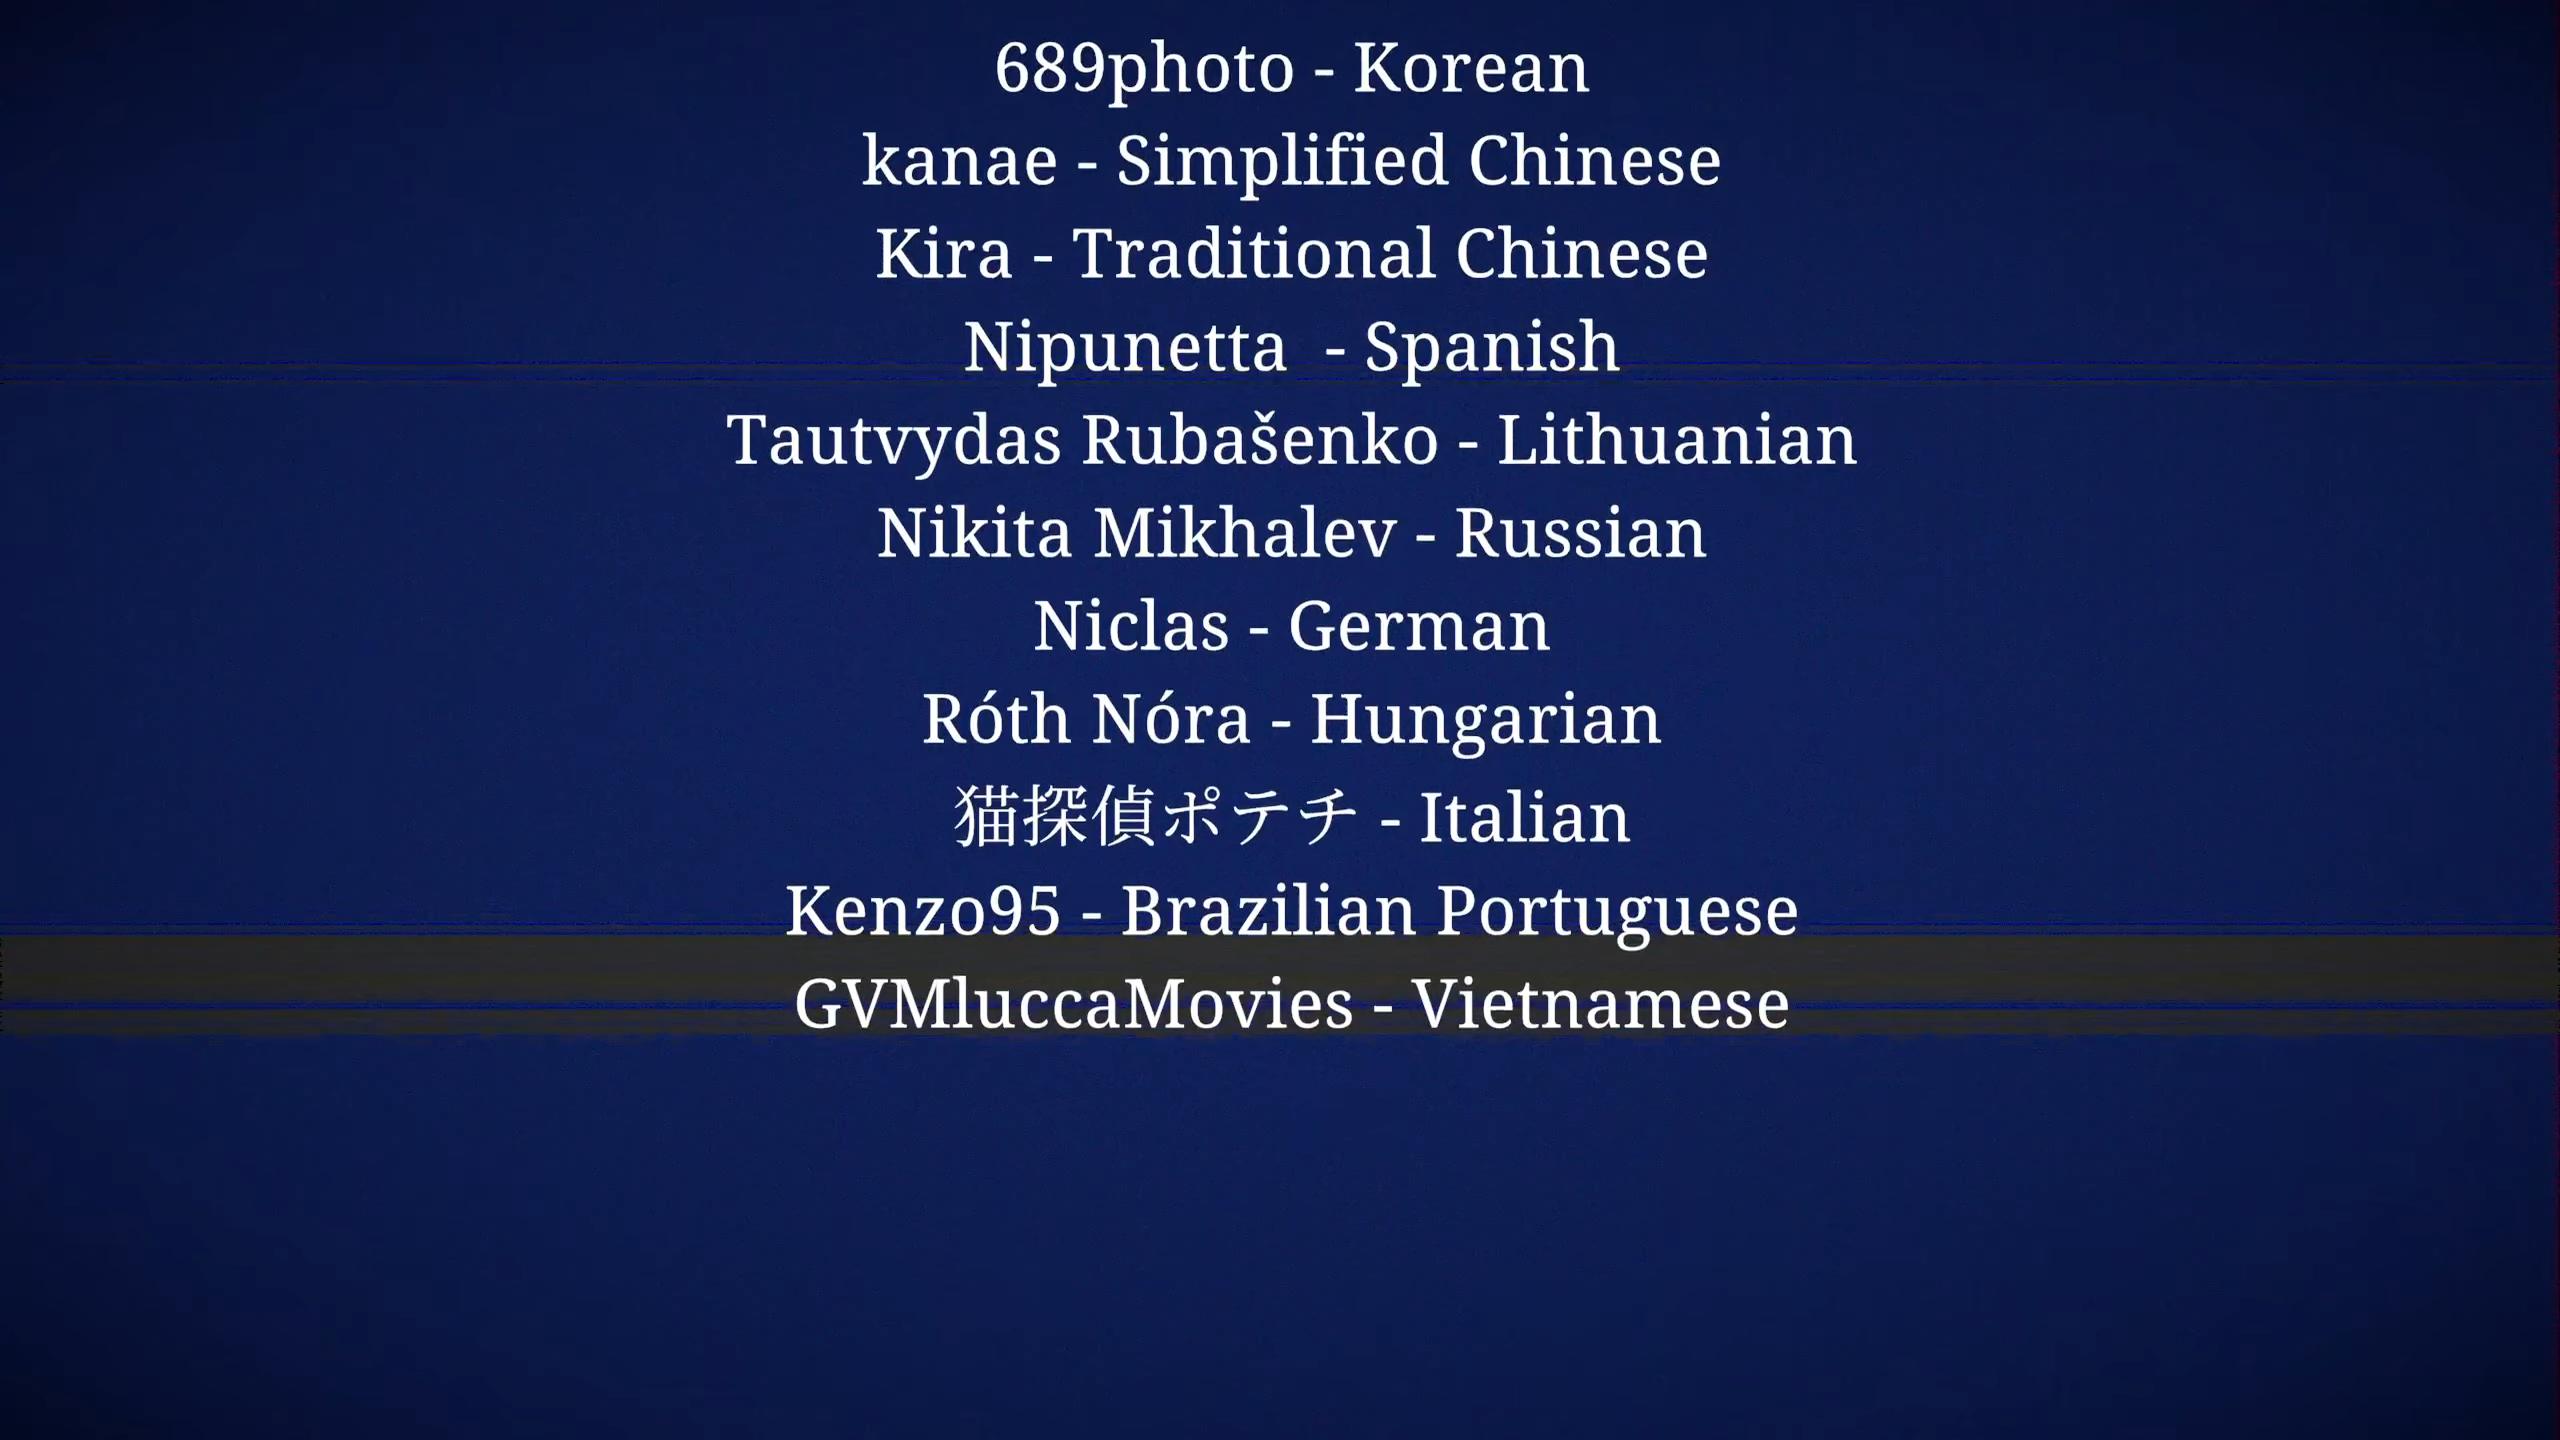 689photo - Korean
kanae - Simplified Chinese
Kira - Traditional Chinese
Nipunetta  - Spanish
Tautvydas Rubašenko - Lithuanian
Nikita Mikhalev - Russian
Niclas - German
Róth Nóra - Hungarian
猫探偵ポテチ - Italian
Kenzo95 - Brazilian Portuguese
GVMluccaMovies - Vietnamese